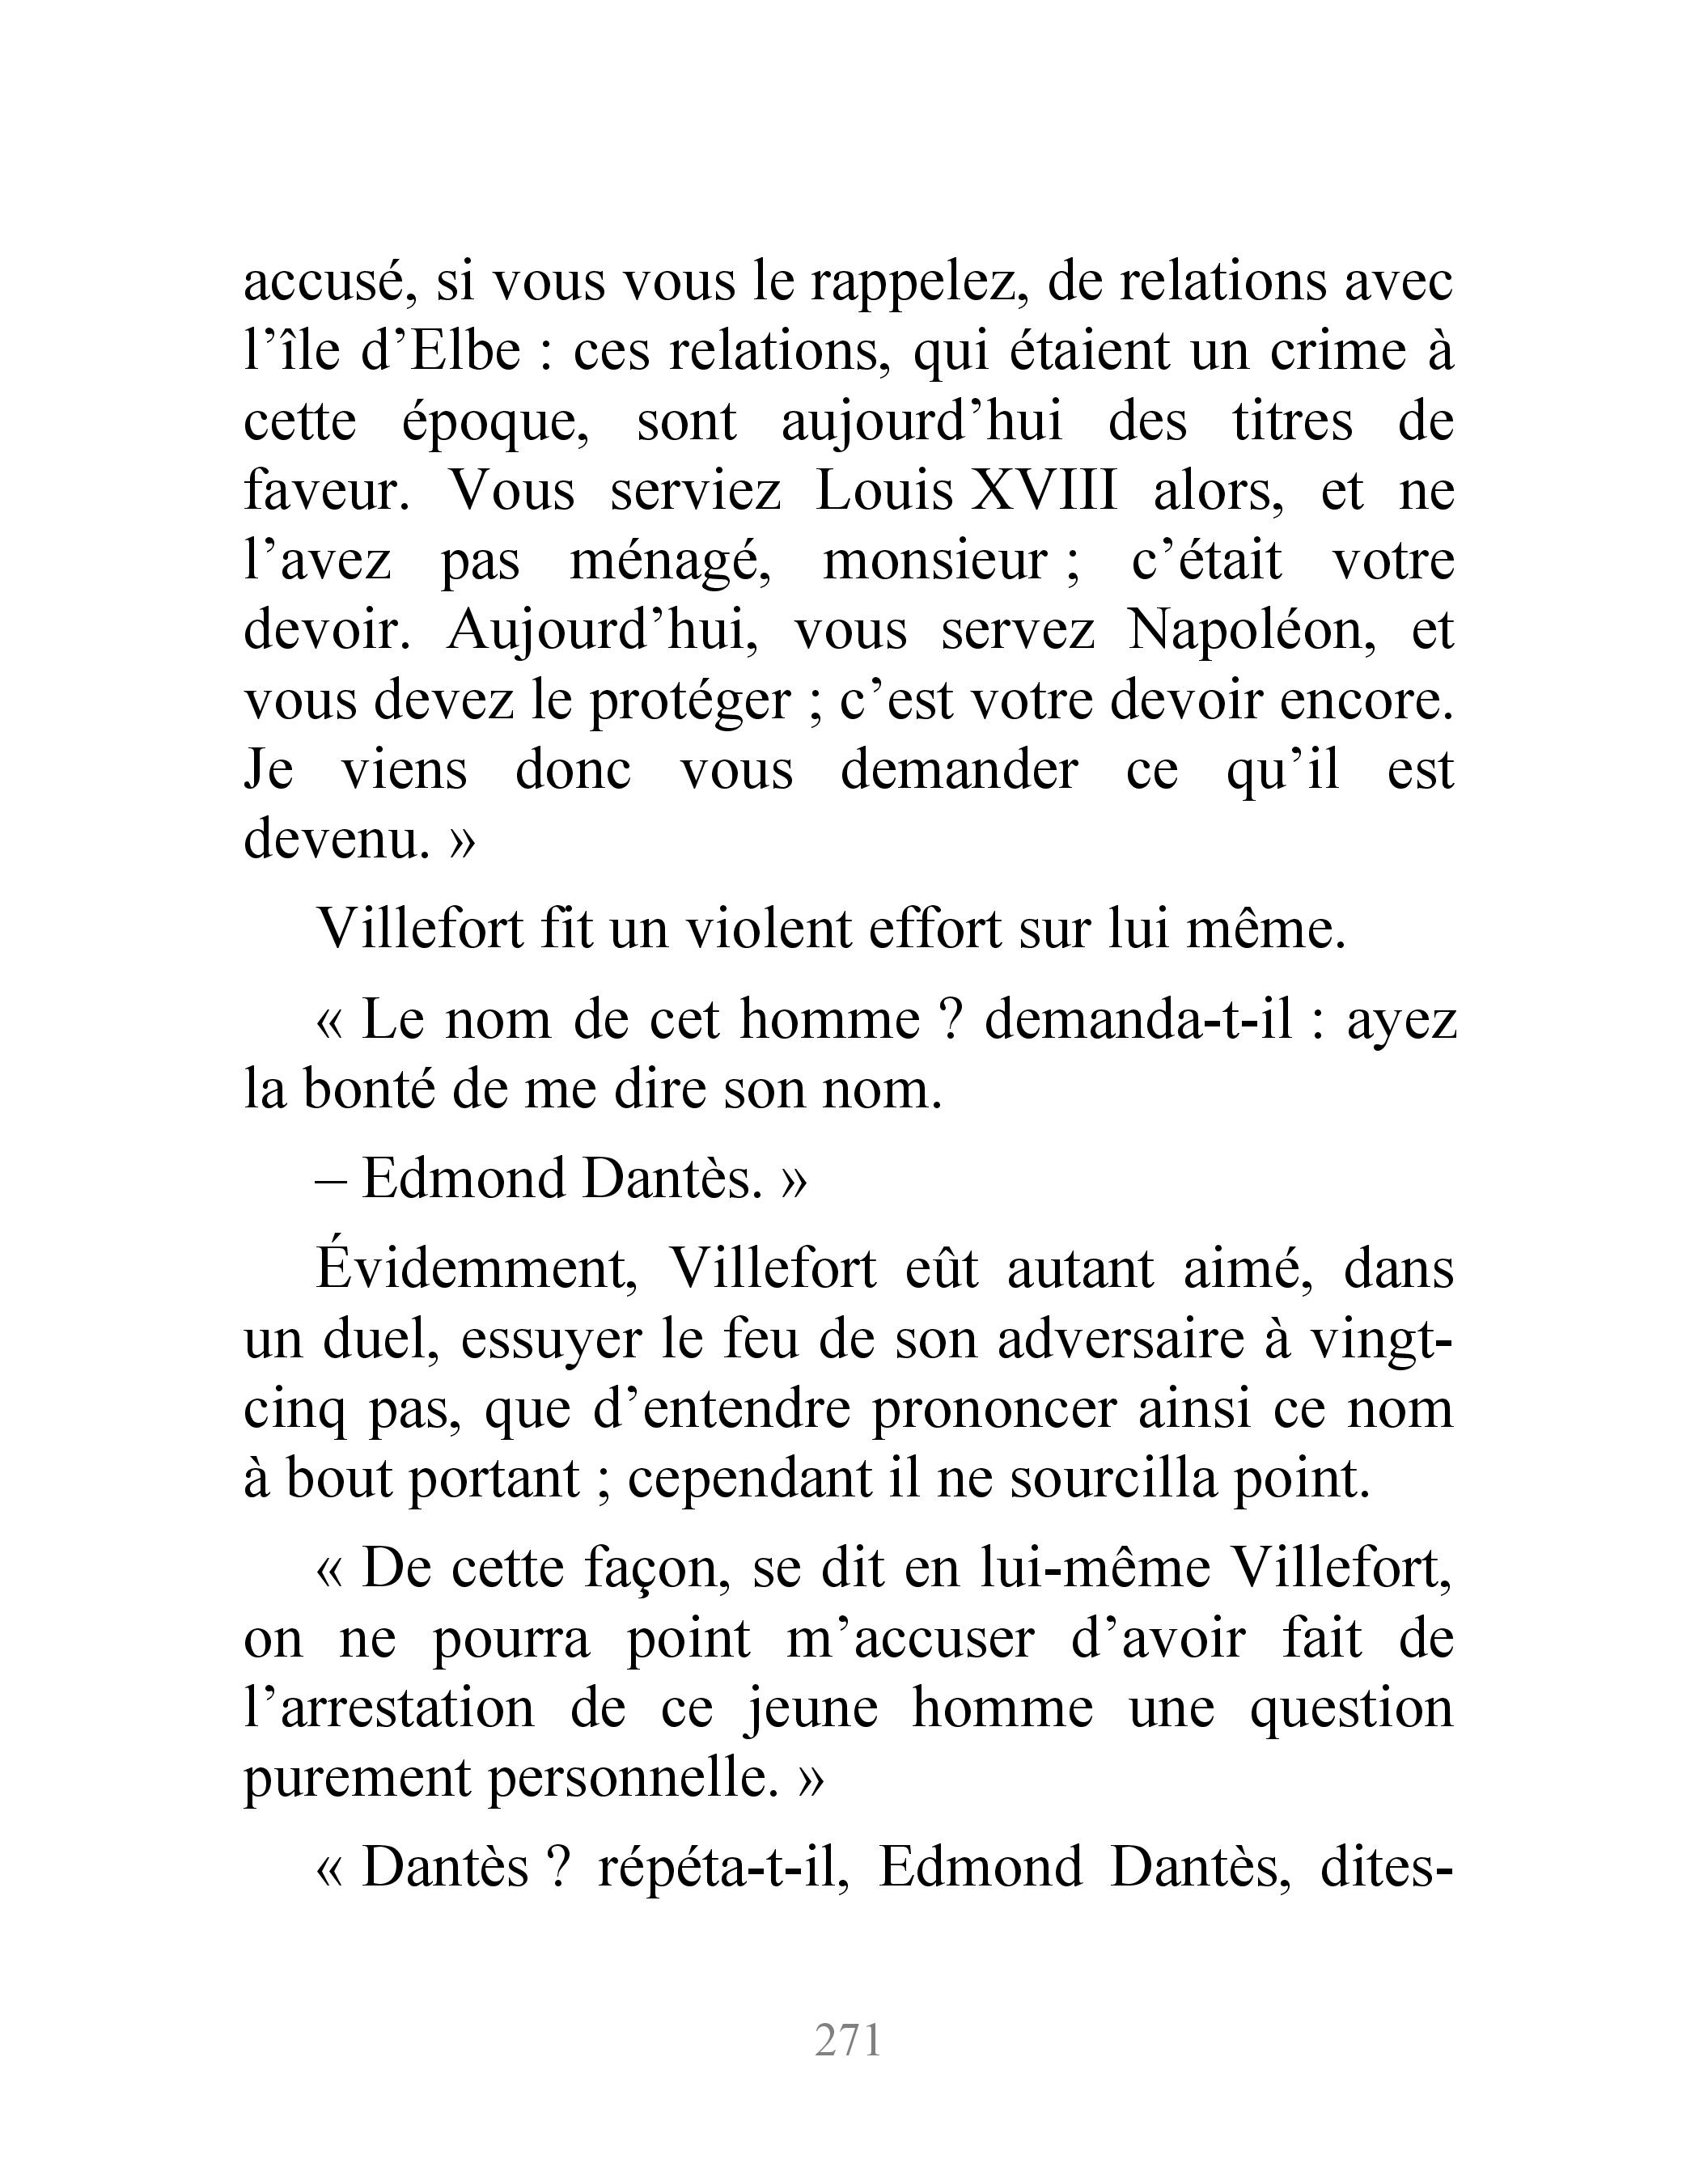 accusé, si vous vous le rappelez, de relations avec
l’île d’Elbe : ces relations, qui étaient un crime à
cette époque, sont aujourd’hui des titres de
faveur. Vous serviez Louis XVIII alors, et ne
l’avez pas ménagé, monsieur ; c’était votre
devoir. Aujourd’hui, vous servez Napoléon, et
vous devez le protéger ; c’est votre devoir encore.
Je viens donc vous demander ce qu’il est
devenu. »
Villefort fit un violent effort sur lui même.
« Le nom de cet homme ? demanda-t-il : ayez
la bonté de me dire son nom.
– Edmond Dantès. »
Évidemment, Villefort eût autant aimé, dans
un duel, essuyer le feu de son adversaire à vingt-
cinq pas, que d’entendre prononcer ainsi ce nom
à bout portant ; cependant il ne sourcilla point.
« De cette façon, se dit en lui-même Villefort,
on ne pourra point m’accuser d’avoir fait de
l’arrestation de ce jeune homme une question
purement personnelle. »
« Dantès ? répéta-t-il, Edmond Dantès, dites-
271